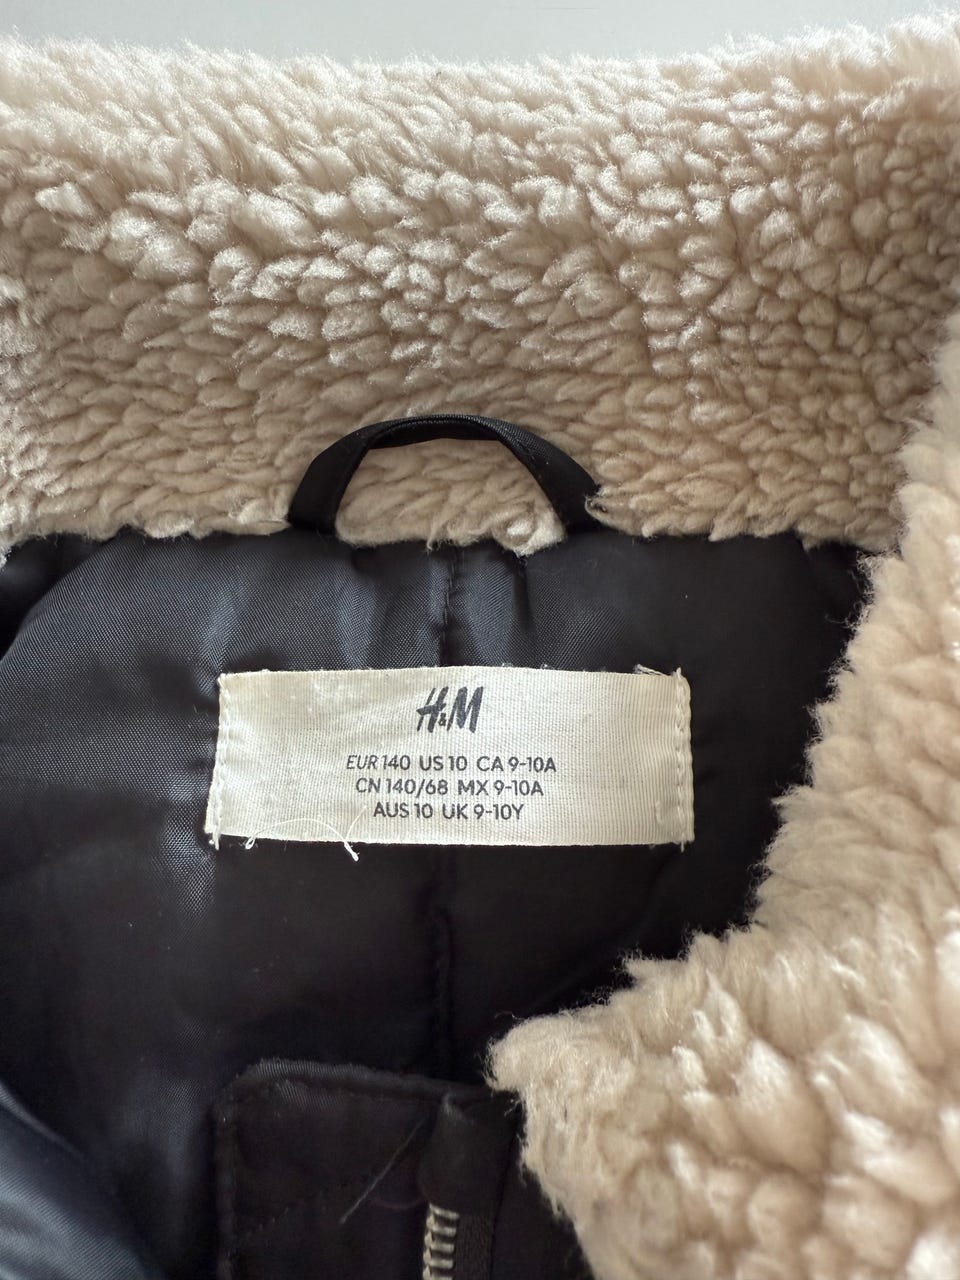 H&M
EUR 140 US 10 CA 9-10A
CN 140/68 MX 9-10A
AUS 10 UK 9-10Y